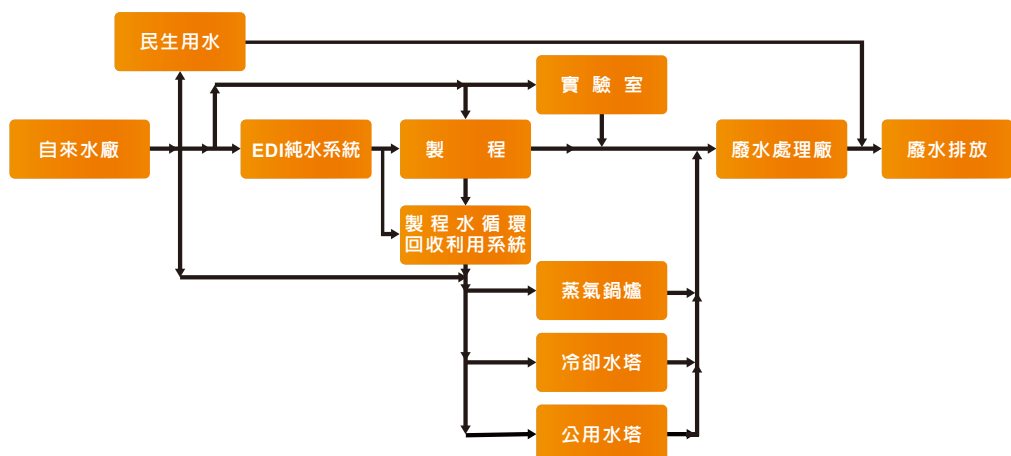 民生用水
實驗室
自來水廠
EDI純水系統
製程
廢水處理廠
廢水排放
製程水循環
回收利用系統
蒸氣鍋爐
冷卻水塔
公用水塔